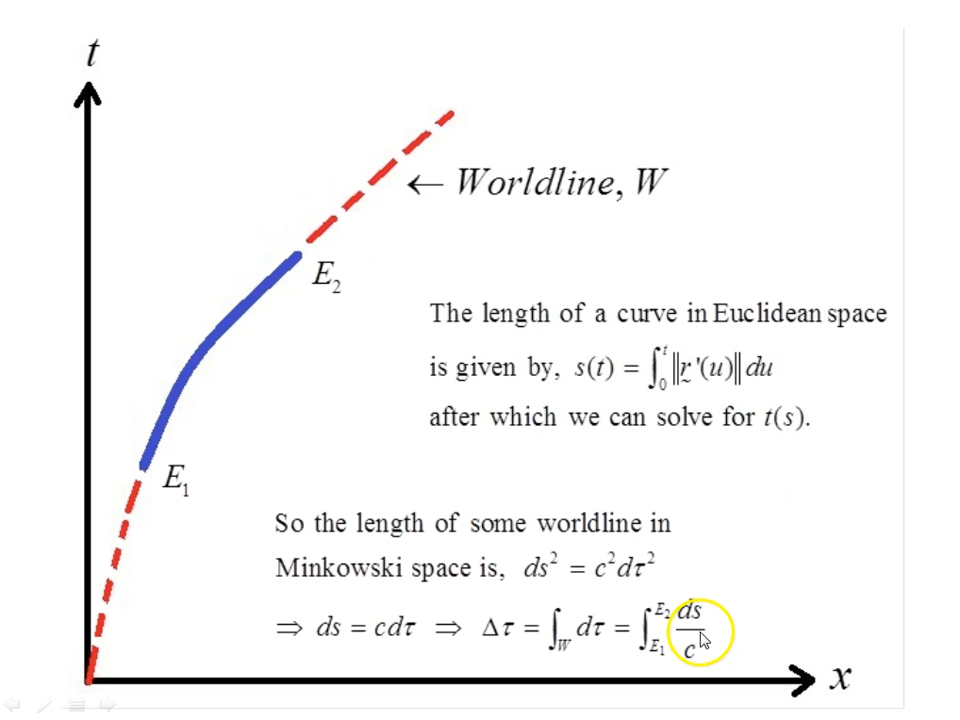 t
← Worldline, W
E₂
The length of a curve in Euclidean space
is given by, s(t) = ∫₀ᵗ ‖r̰ '(u)‖ du
after which we can solve for t(s).
E₁
So the length of some worldline in
Minkowski space is, ds² = c²dτ²
⇒ ds = cdτ ⇒ Δτ = ∫_W dτ = ∫_{E₁}^{E₂} ds/c
x